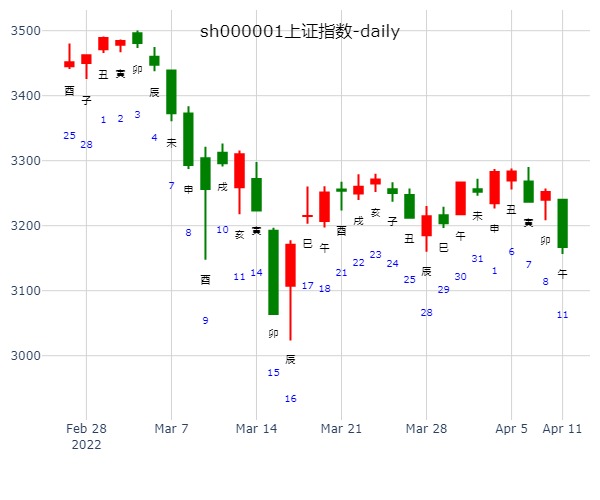 sh000001上证指数-daily
3500
3400
3300
3200
3100
3000
酉
25
子
28
丑
1
寅
2
卯
3
辰
4
未
7
申
8
酉
9
戌
10
亥
11
寅
14
卯
15
辰
16
巳
17
午
18
酉
21
戌
22
亥
23
子
24
丑
25
辰
28
巳
29
午
30
未
31
申
1
丑
6
寅
7
卯
8
午
11
Feb 28
2022
Mar 7
Mar 14
Mar 21
Mar 28
Apr 5
Apr 11